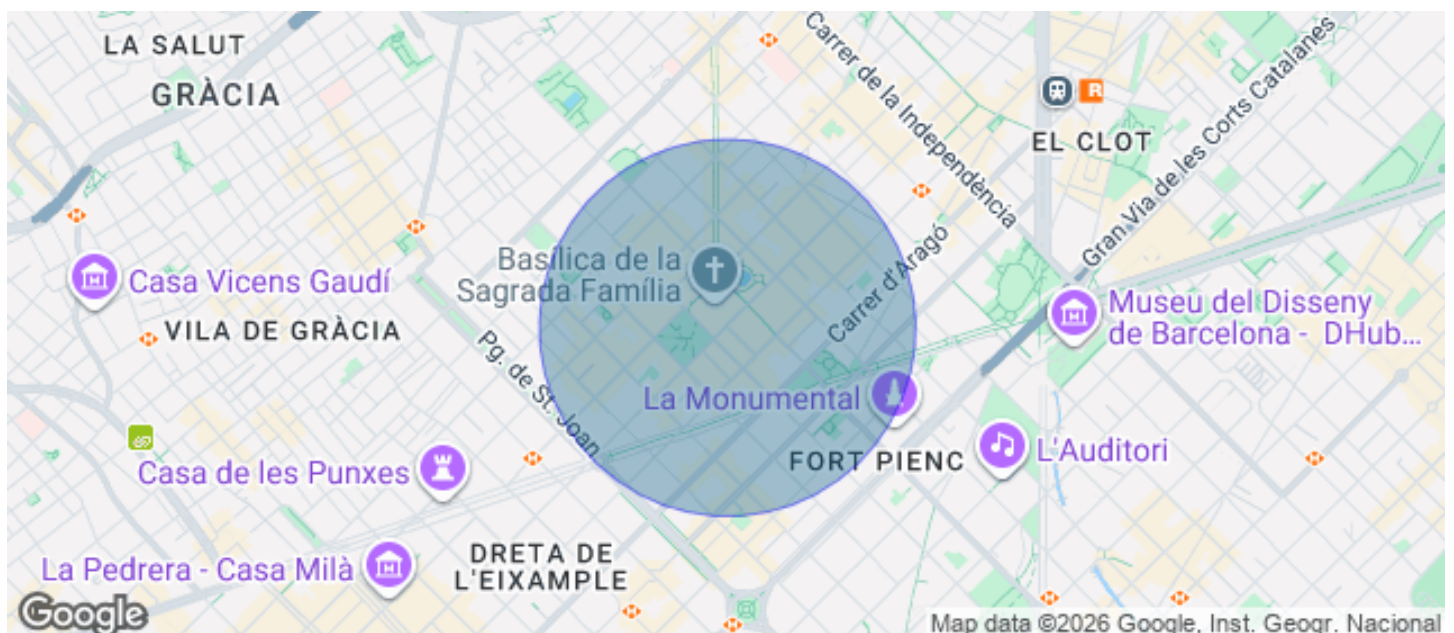 LA SALUT
GRÀCIA
Carrer de la Independència
Gran Via de les Corts Catalanes
R
EL CLOT
Basílica de la
Sagrada Família
Carrer d'Aragó
Casa Vicens Gaudí
VILA DE GRÀCIA
Museu del Disseny
de Barcelona - DHub...
Pg. de St. Joan
La Monumental
FORT PIENC
L'Auditori
Casa de les Punxes
DRETA DE
L'EIXAMPLE
La Pedrera - Casa Milà
Google
Map data ©2026 Google, Inst. Geogr. Nacional